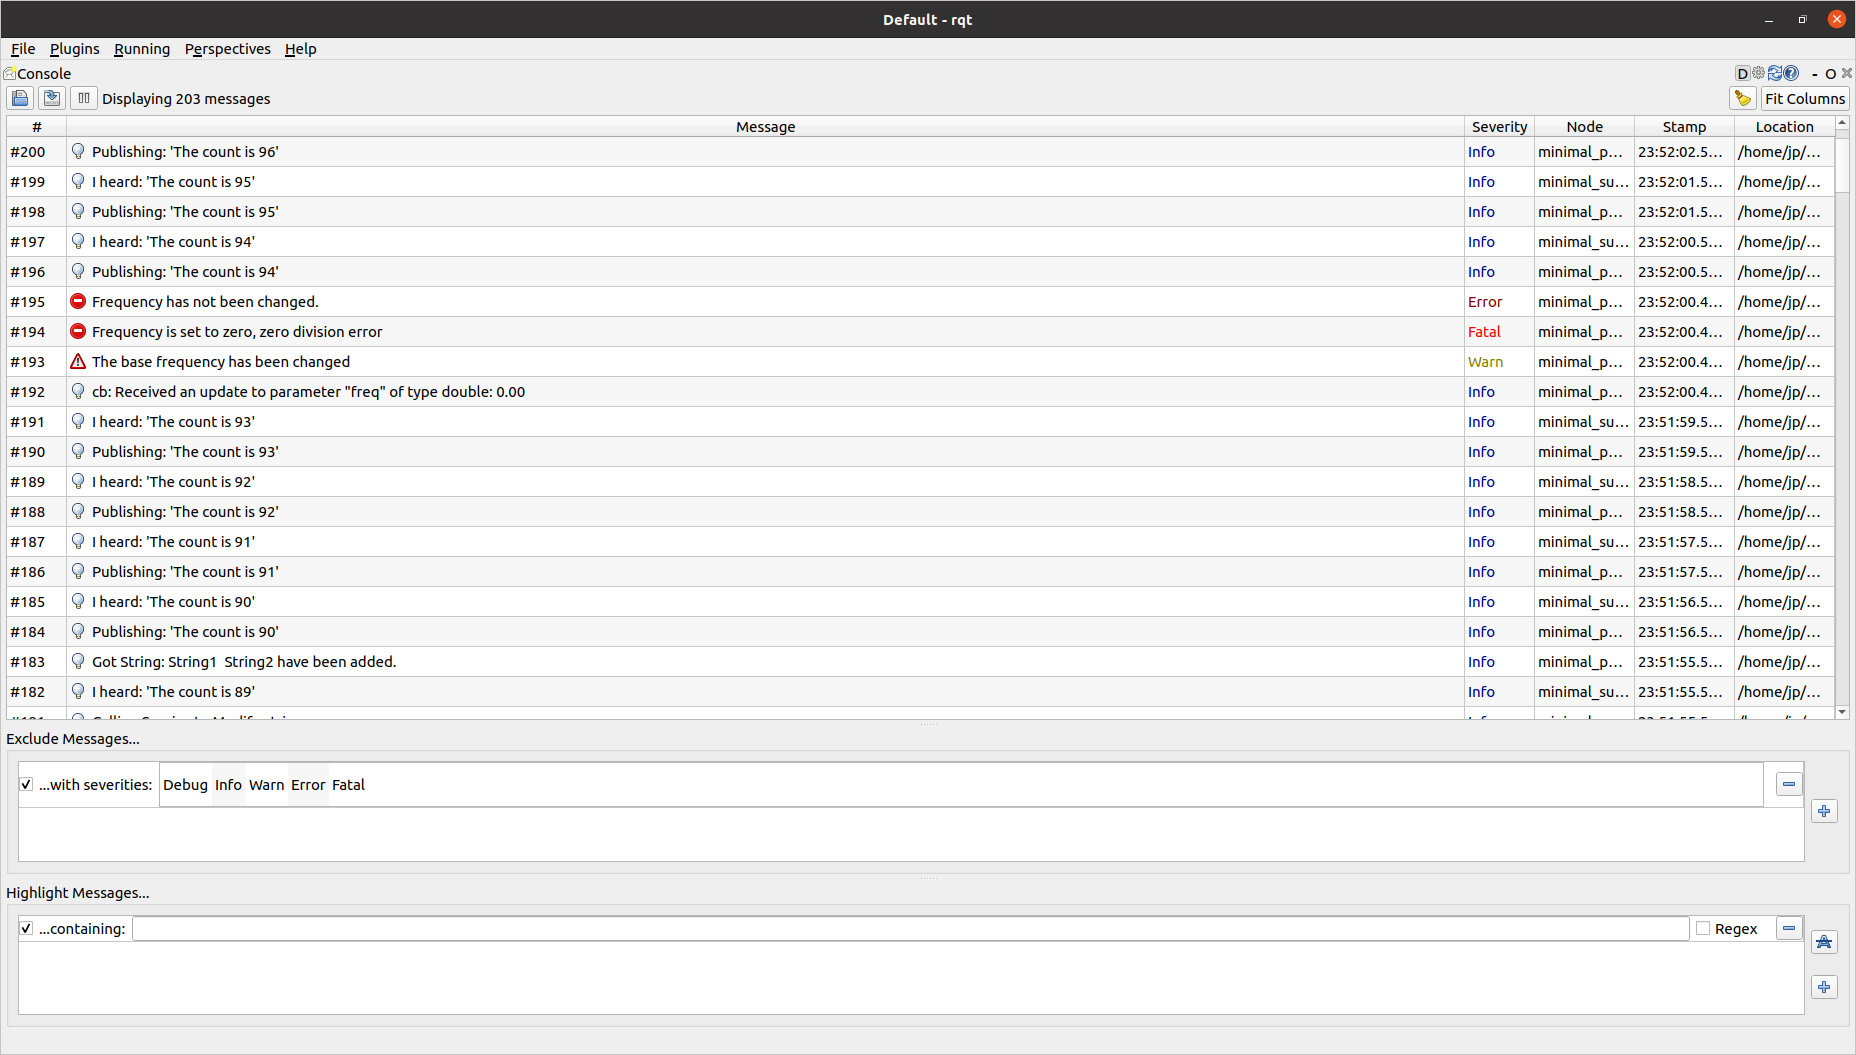 Default - rqt
File Plugins Running Perspectives Help
Console D - O
Displaying 203 messages Fit Columns
# Message Severity Node Stamp Location
#200 Publishing: 'The count is 96' Info minimal_p... 23:52:02.5... /home/jp/...
#199 I heard: 'The count is 95' Info minimal_su... 23:52:01.5... /home/jp/...
#198 Publishing: 'The count is 95' Info minimal_p... 23:52:01.5... /home/jp/...
#197 I heard: 'The count is 94' Info minimal_su... 23:52:00.5... /home/jp/...
#196 Publishing: 'The count is 94' Info minimal_p... 23:52:00.5... /home/jp/...
#195 Frequency has not been changed. Error minimal_p... 23:52:00.4... /home/jp/...
#194 Frequency is set to zero, zero division error Fatal minimal_p... 23:52:00.4... /home/jp/...
#193 The base frequency has been changed Warn minimal_p... 23:52:00.4... /home/jp/...
#192 cb: Received an update to parameter "freq" of type double: 0.00 Info minimal_p... 23:52:00.4... /home/jp/...
#191 I heard: 'The count is 93' Info minimal_su... 23:51:59.5... /home/jp/...
#190 Publishing: 'The count is 93' Info minimal_p... 23:51:59.5... /home/jp/...
#189 I heard: 'The count is 92' Info minimal_su... 23:51:58.5... /home/jp/...
#188 Publishing: 'The count is 92' Info minimal_p... 23:51:58.5... /home/jp/...
#187 I heard: 'The count is 91' Info minimal_su... 23:51:57.5... /home/jp/...
#186 Publishing: 'The count is 91' Info minimal_p... 23:51:57.5... /home/jp/...
#185 I heard: 'The count is 90' Info minimal_su... 23:51:56.5... /home/jp/...
#184 Publishing: 'The count is 90' Info minimal_p... 23:51:56.5... /home/jp/...
#183 Got String: String1  String2 have been added. Info minimal_p... 23:51:55.5... /home/jp/...
#182 I heard: 'The count is 89' Info minimal_su... 23:51:55.5... /home/jp/...
Exclude Messages...
...with severities: Debug Info Warn Error Fatal
Highlight Messages...
...containing: Regex